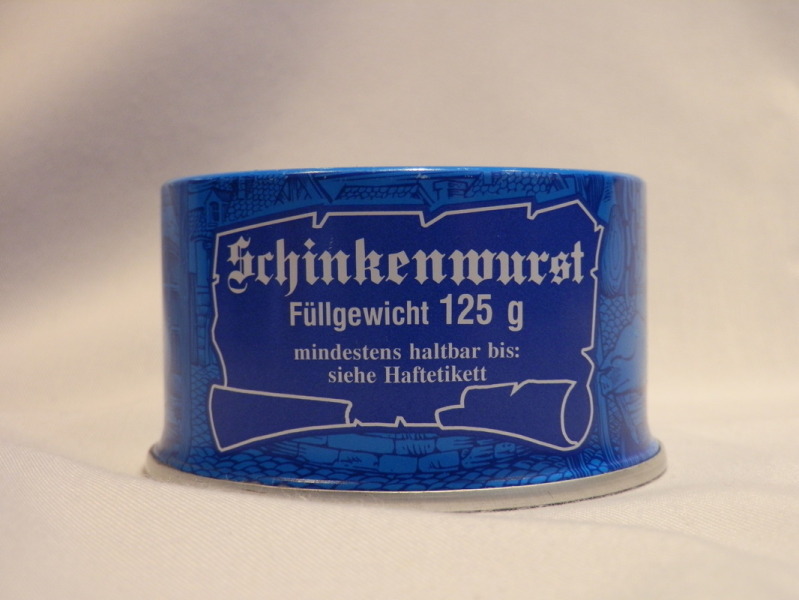 Schinkenwurst
Füllgewicht 125 g
mindestens haltbar bis:
siehe Haftetikett